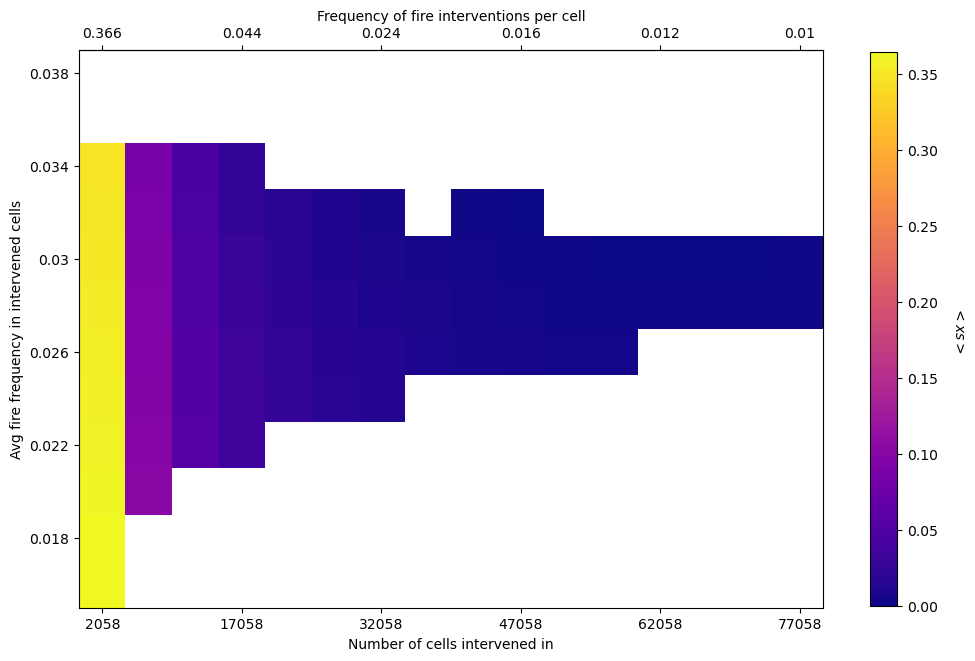 Frequency of fire interventions per cell
0.366 0.044 0.024 0.016 0.012 0.01
0.038
0.034
0.03
0.026
0.022
0.018
Avg fire frequency in intervened cells
2058 17058 32058 47058 62058 77058
Number of cells intervened in
0.35
0.30
0.25
0.20
0.15
0.10
0.05
0.00
< sx >